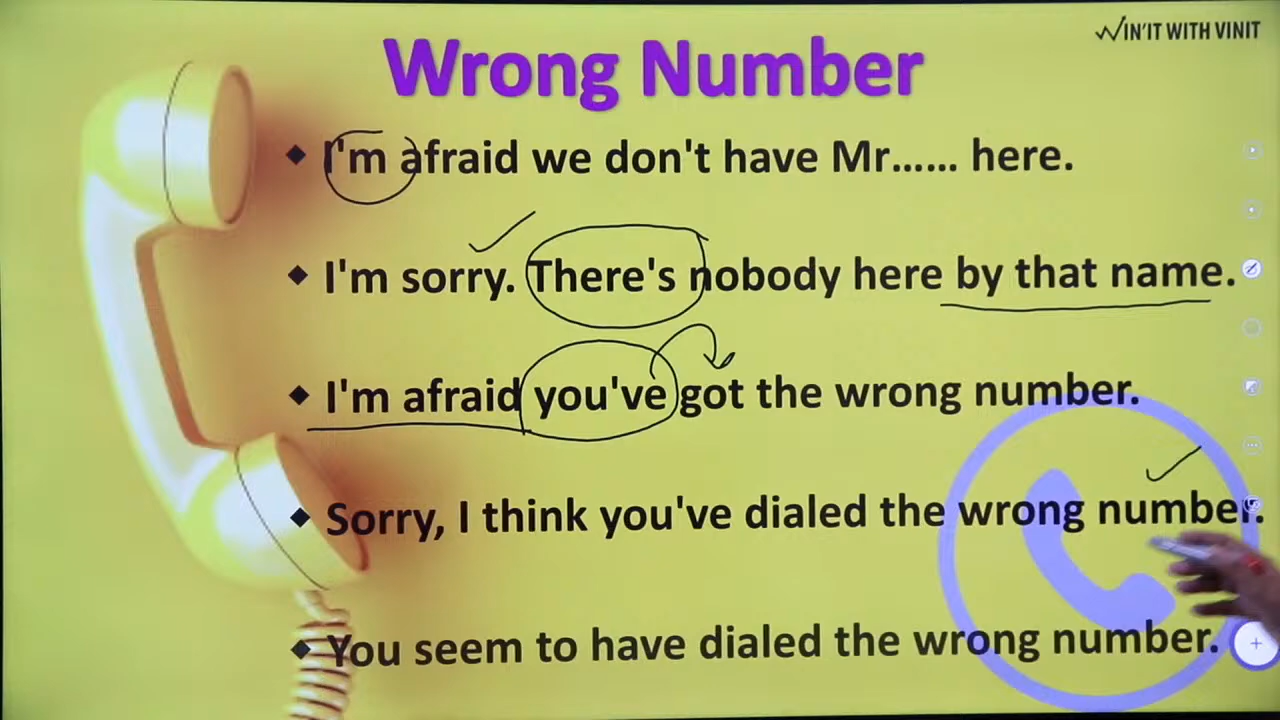 WIN'IT WITH VINIT
Wrong Number
I'm afraid we don't have Mr...... here.
I'm sorry. There's nobody here by that name.
I'm afraid you've got the wrong number.
Sorry, I think you've dialed the wrong number.
You seem to have dialed the wrong number.